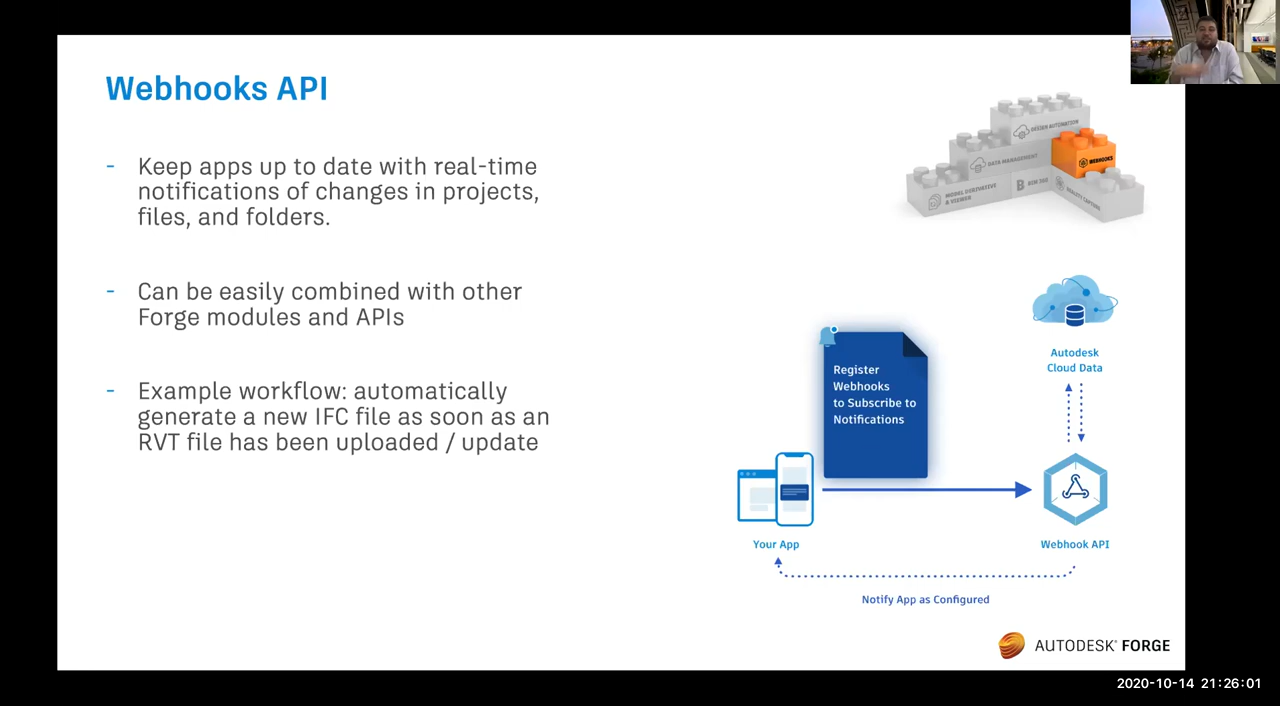 Webhooks API
- Keep apps up to date with real-time
notifications of changes in projects,
files, and folders.
- Can be easily combined with other
Forge modules and APIs
- Example workflow: automatically
generate a new IFC file as soon as an
RVT file has been uploaded / update
DESIGN AUTOMATION
DATA MANAGEMENT
WEBHOOKS
MODEL DERIVATIVE
& VIEWER
BIM 360
REALITY CAPTURE
Autodesk
Cloud Data
Register
Webhooks
to Subscribe to
Notifications
Your App
Webhook API
Notify App as Configured
AUTODESK® FORGE
2020-10-14 21:26:01